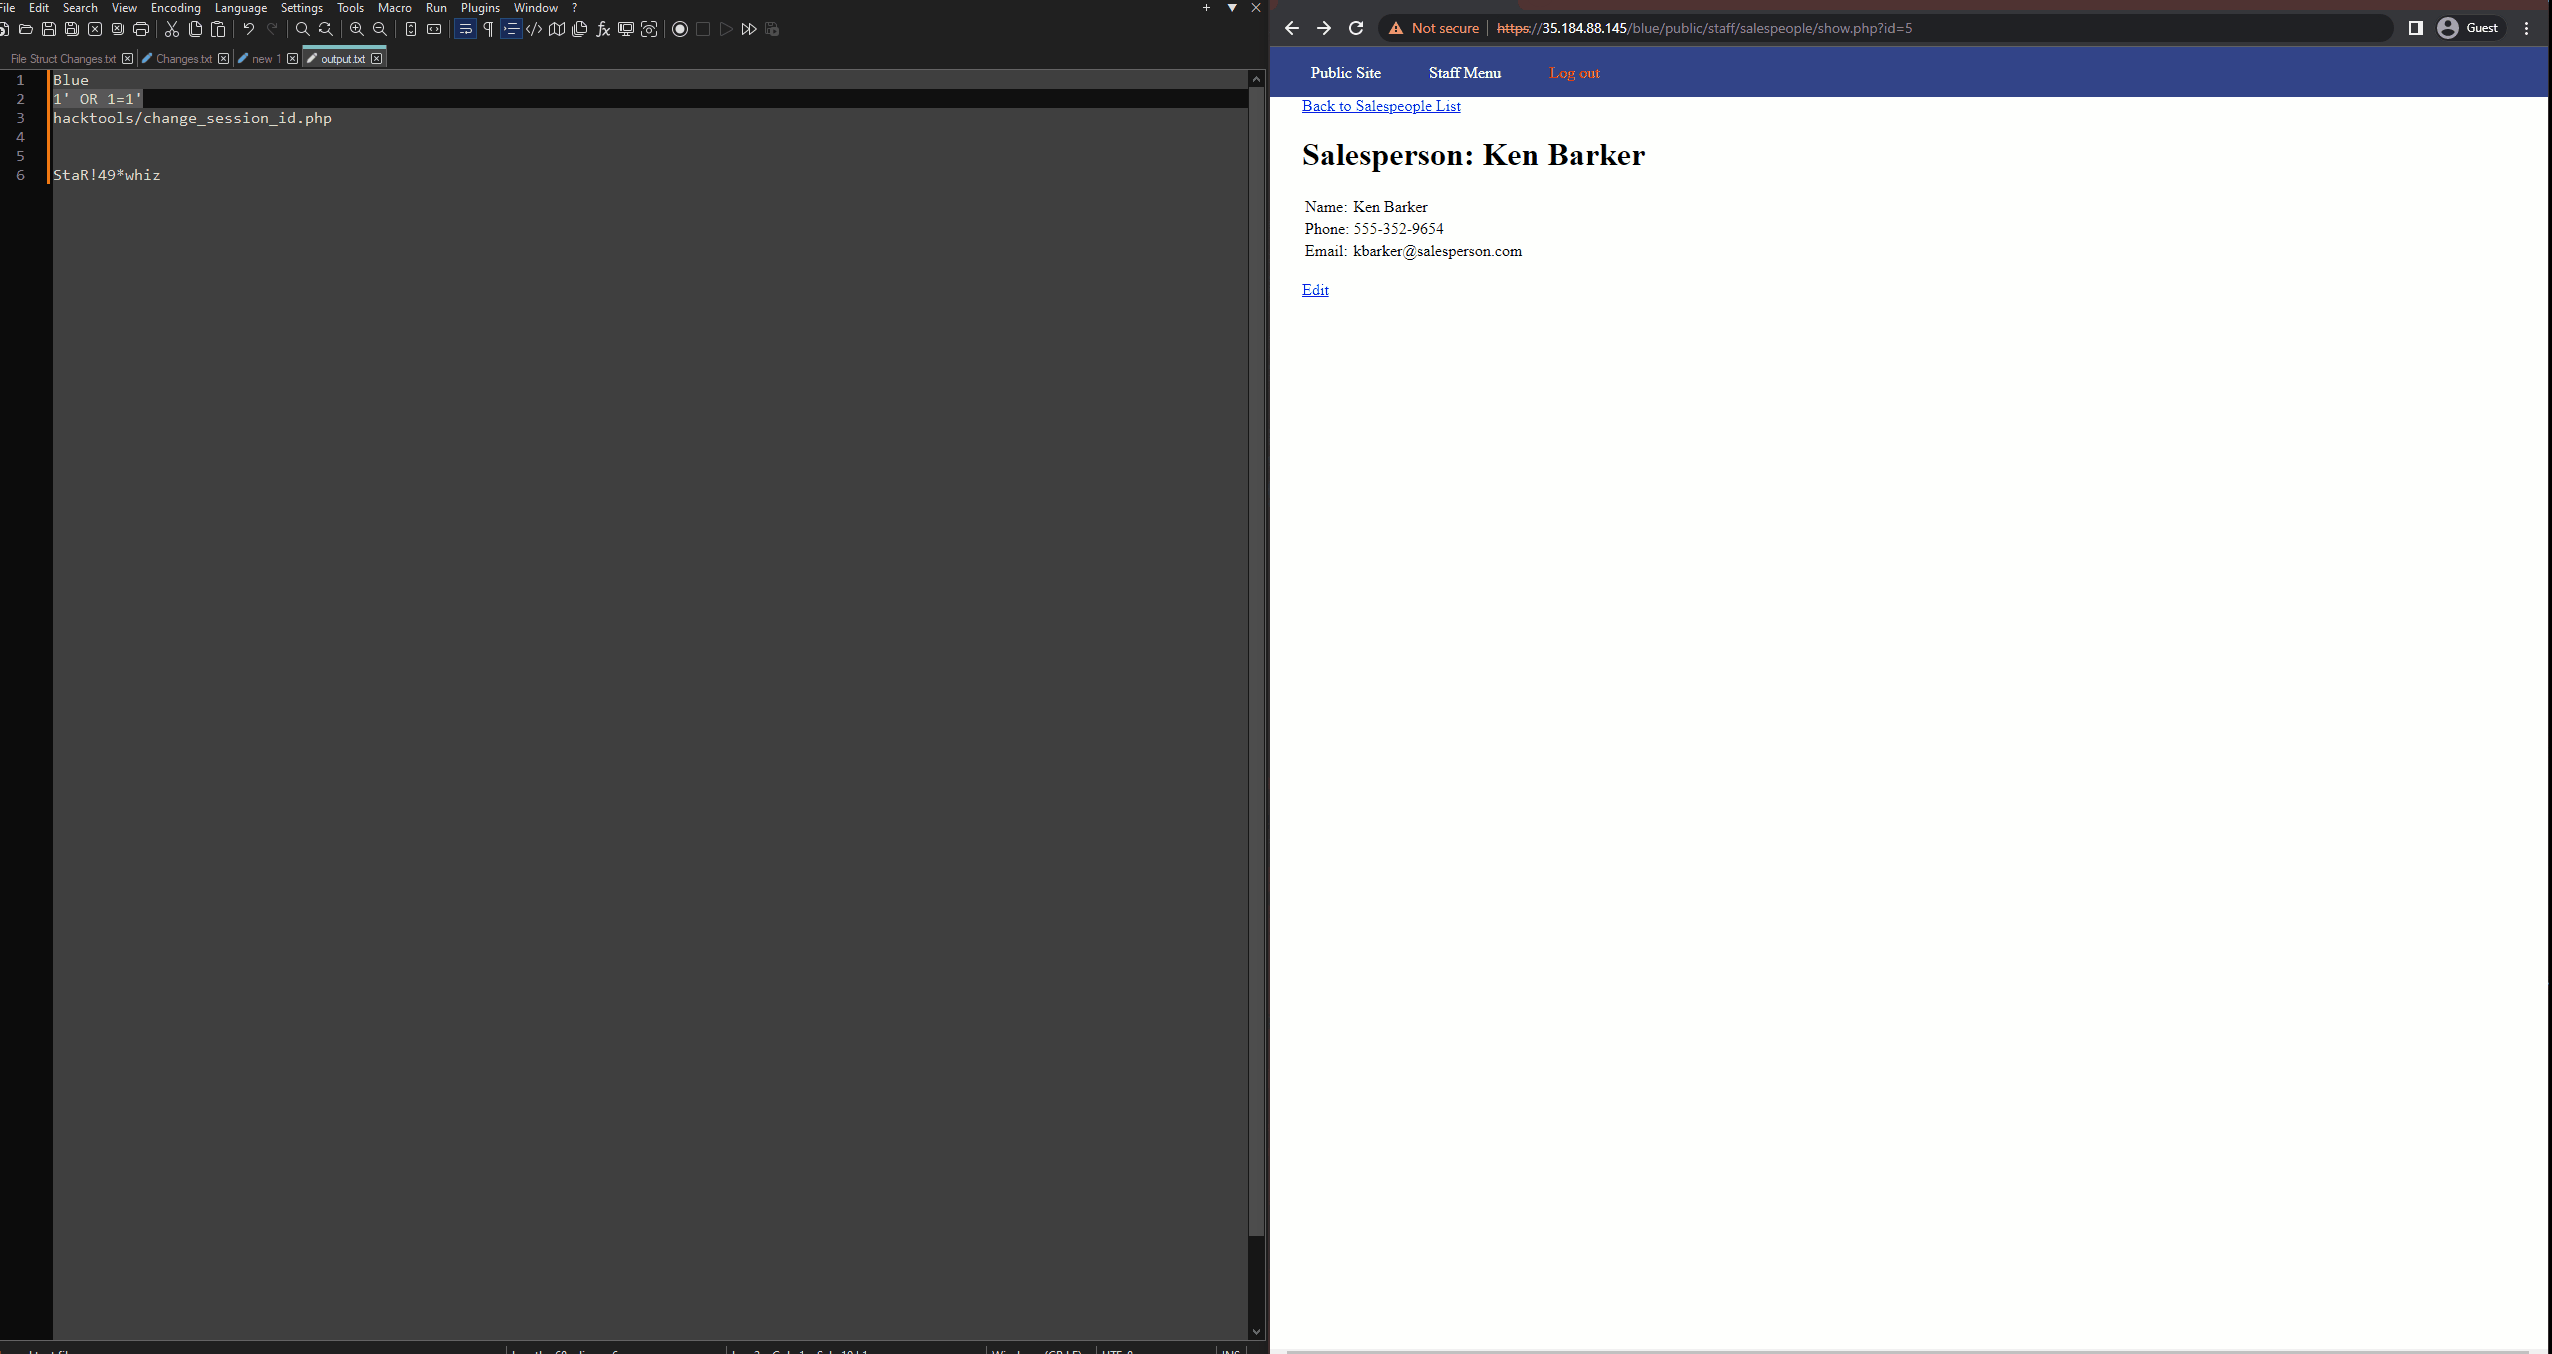 File Edit Search View Encoding Language Settings Tools Macro Run Plugins Window ?
File Struct Changes.txt Changes.txt new 1 output.txt
1 Blue
2 1' OR 1=1'
3 hacktools/change_session_id.php
4
5
6 StaR!49*whiz
Not secure https://35.184.88.145/blue/public/staff/salespeople/show.php?id=5 Guest
Public Site Staff Menu Log out
Back to Salespeople List
Salesperson: Ken Barker
Name: Ken Barker
Phone: 555-352-9654
Email: kbarker@salesperson.com
Edit